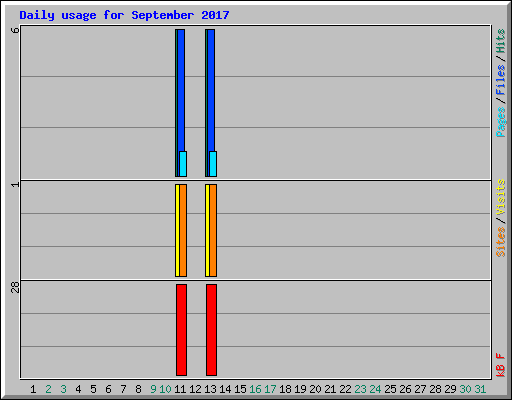 Daily usage for September 2017
6
Pages / Files / Hits
1
Sites / Visits
28
kB F
1 2 3 4 5 6 7 8 9 10 11 12 13 14 15 16 17 18 19 20 21 22 23 24 25 26 27 28 29 30 31